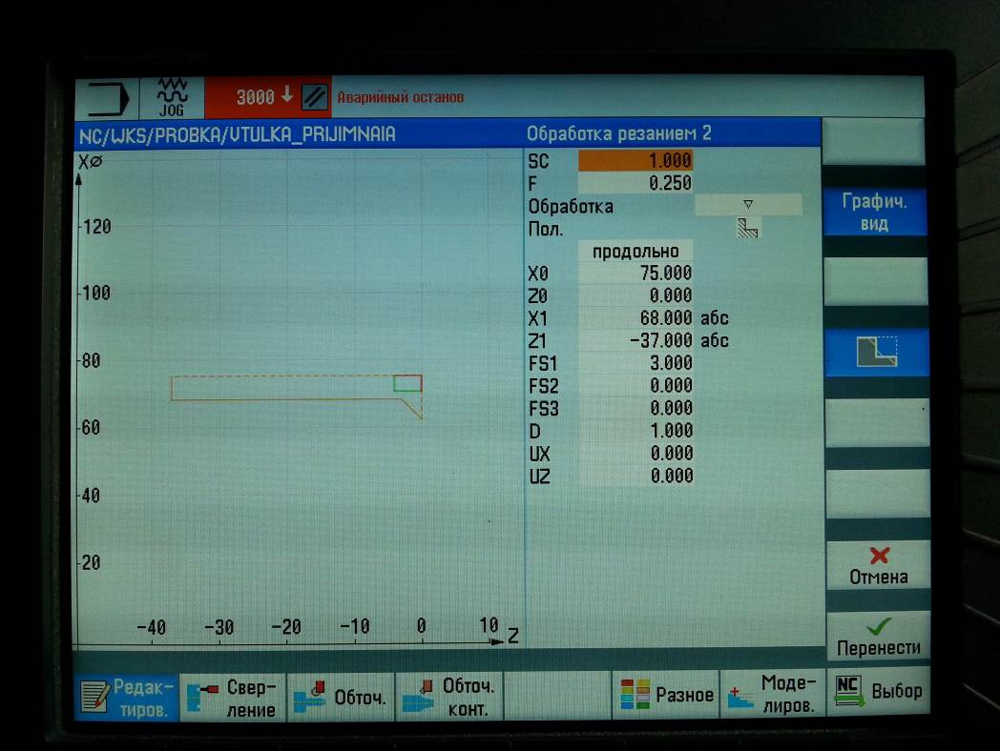 JOG
3000 ↓
Аварийный останов
NC/WKS/PROBKA/VTULKA_PRIJIMNAIA
Обработка резанием 2
X⌀
120
100
80
60
40
20
-40 -30 -20 -10 0 10 Z
SC 1.000
F 0.250
Обработка ▽
Пол.
продольно
X0 75.000
Z0 0.000
X1 68.000 абс
Z1 -37.000 абс
FS1 3.000
FS2 0.000
FS3 0.000
D 1.000
UX 0.000
UZ 0.000
Графич.
вид
Отмена
Перенести
Редак-
тиров.
Свер-
ление
Обточ.
Обточ.
конт.
Разное
Моде-
лиров.
NC Выбор